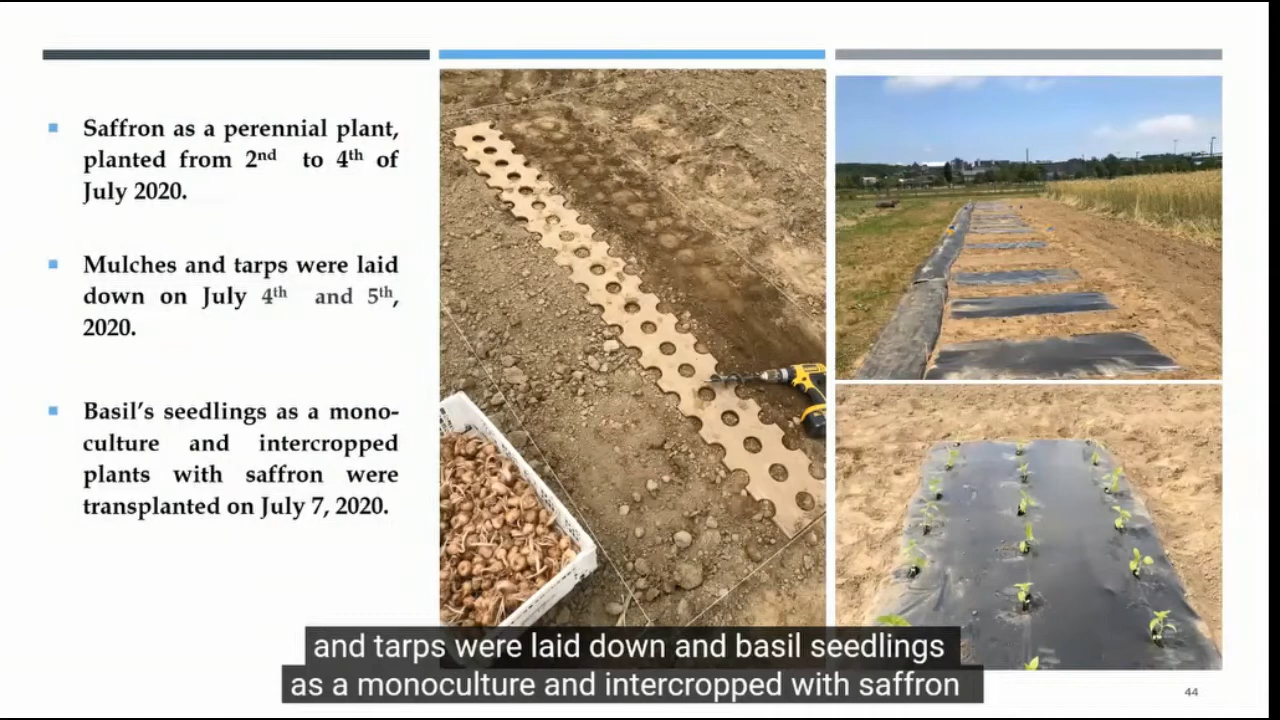 Saffron as a perennial plant,
planted from 2nd to 4th of
July 2020.
Mulches and tarps were laid
down on July 4th and 5th,
2020.
Basil's seedlings as a mono-
culture and intercropped
plants with saffron were
transplanted on July 7, 2020.
and tarps were laid down and basil seedlings
as a monoculture and intercropped with saffron
44